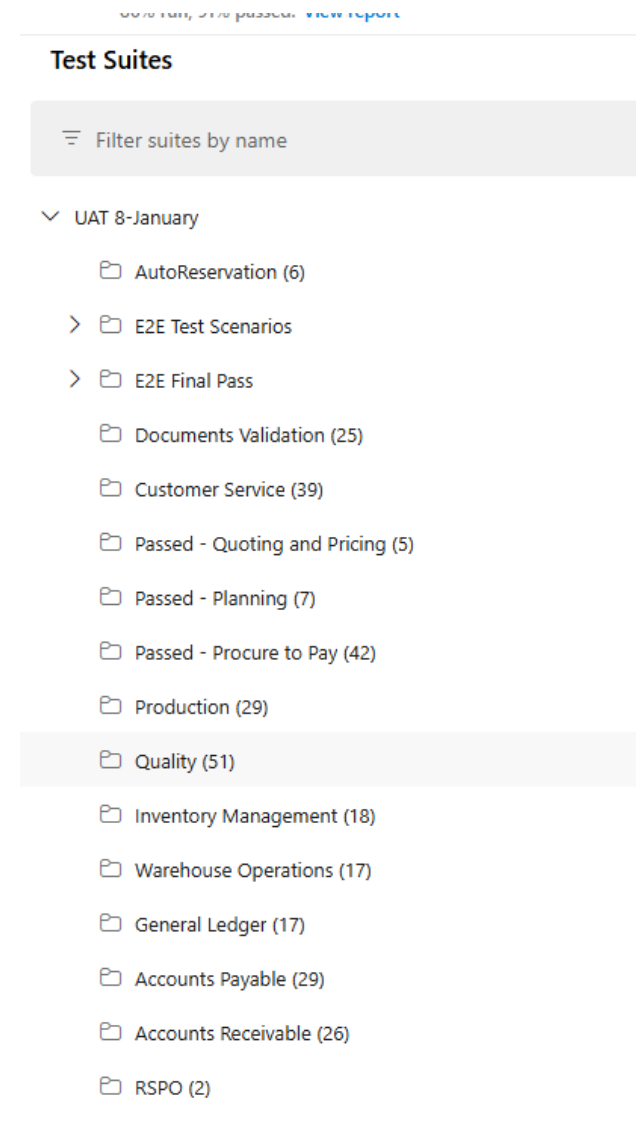 View report
Test Suites
Filter suites by name
UAT 8-January
AutoReservation (6)
E2E Test Scenarios
E2E Final Pass
Documents Validation (25)
Customer Service (39)
Passed - Quoting and Pricing (5)
Passed - Planning (7)
Passed - Procure to Pay (42)
Production (29)
Quality (51)
Inventory Management (18)
Warehouse Operations (17)
General Ledger (17)
Accounts Payable (29)
Accounts Receivable (26)
RSPO (2)